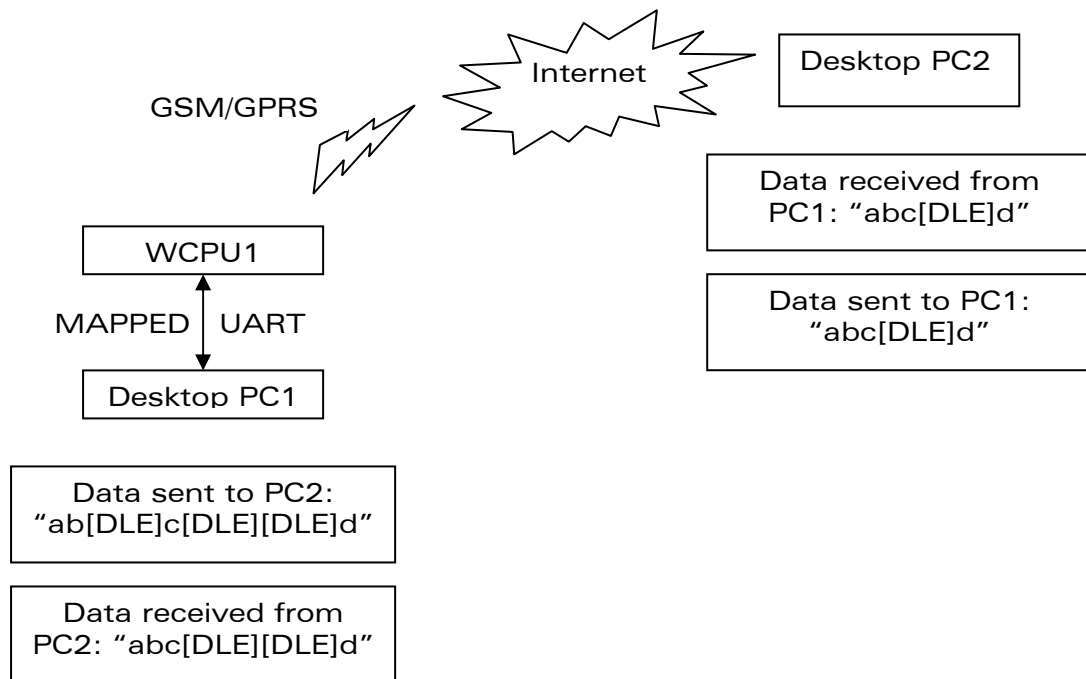 Internet
Desktop PC2
GSM/GPRS
Data received from
PC1: “abc[DLE]d”
WCPU1
Data sent to PC1:
“abc[DLE]d”
MAPPED UART
Desktop PC1
Data sent to PC2:
“ab[DLE]c[DLE][DLE]d”
Data received from
PC2: “abc[DLE][DLE]d”